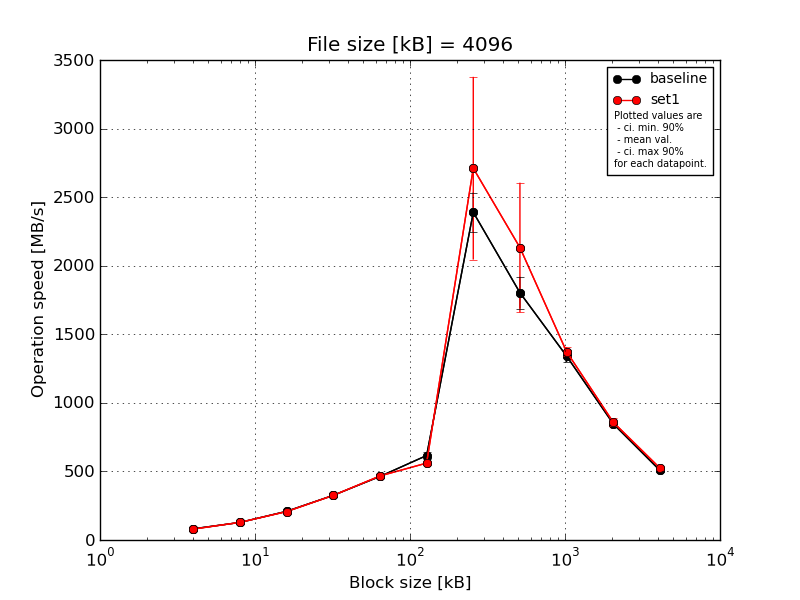 File size [kB] = 4096
baseline
set1
Plotted values are
- ci. min. 90%
- mean val.
- ci. max 90%
for each datapoint.
Operation speed [MB/s]
3500
3000
2500
2000
1500
1000
500
0
10^0
10^1
10^2
10^3
10^4
Block size [kB]